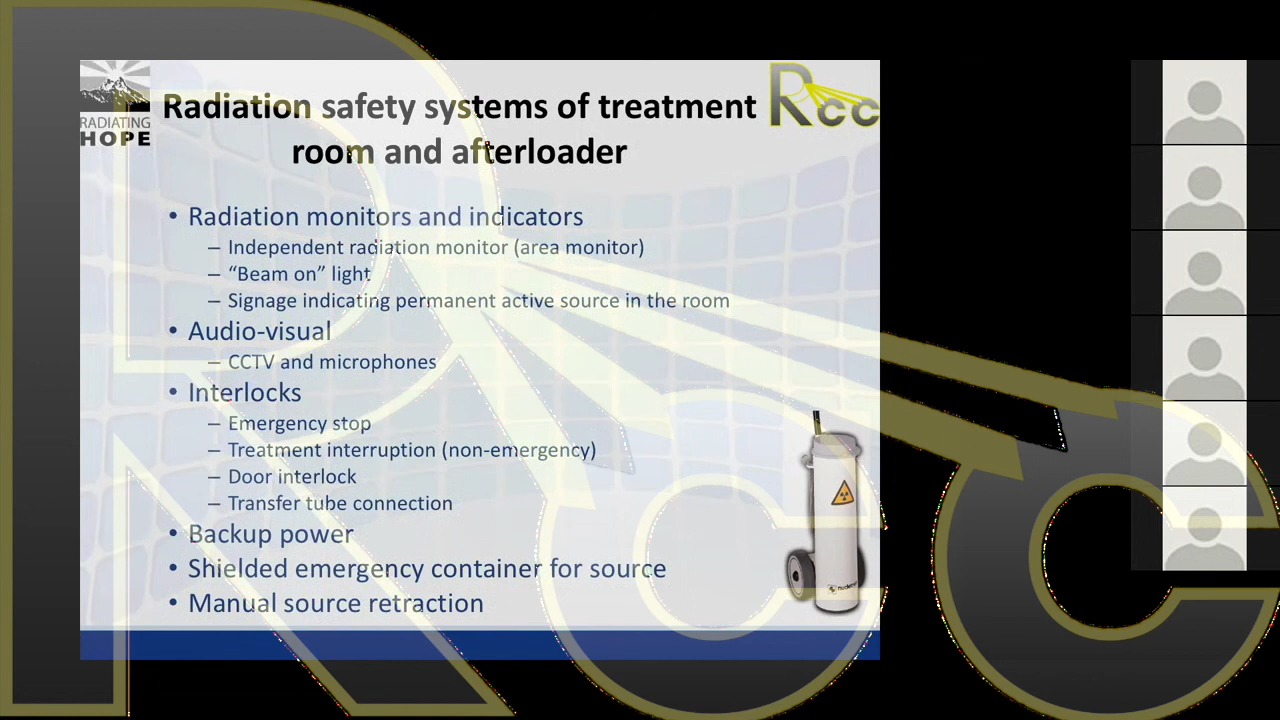 RADIATING
HOPE
Rcc
Radiation safety systems of treatment
room and afterloader
• Radiation monitors and indicators
– Independent radiation monitor (area monitor)
– “Beam on” light
– Signage indicating permanent active source in the room
• Audio-visual
– CCTV and microphones
• Interlocks
– Emergency stop
– Treatment interruption (non-emergency)
– Door interlock
– Transfer tube connection
• Backup power
• Shielded emergency container for source
• Manual source retraction
Rcc